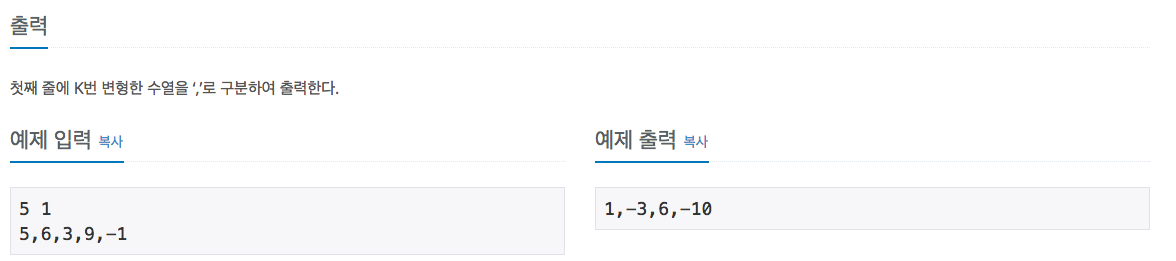 출력
첫째 줄에 K번 변형한 수열을 ‘,’로 구분하여 출력한다.
예제 입력 복사
5 1
5,6,3,9,-1
예제 출력 복사
1,-3,6,-10